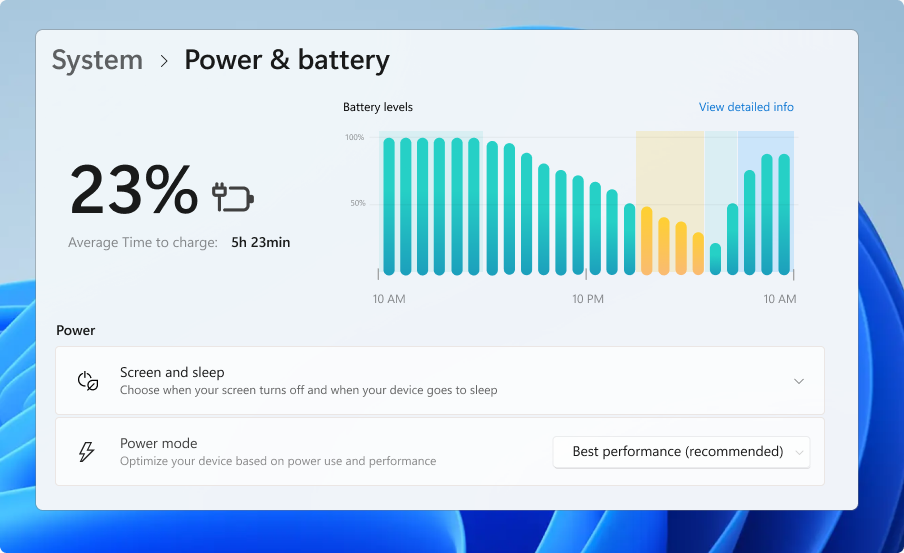 System > Power & battery
Battery levels
View detailed info
100%
50%
23%
Average Time to charge: 5h 23min
10 AM
10 PM
10 AM
Power
Screen and sleep
Choose when your screen turns off and when your device goes to sleep
Power mode
Optimize your device based on power use and performance
Best performance (recommended)